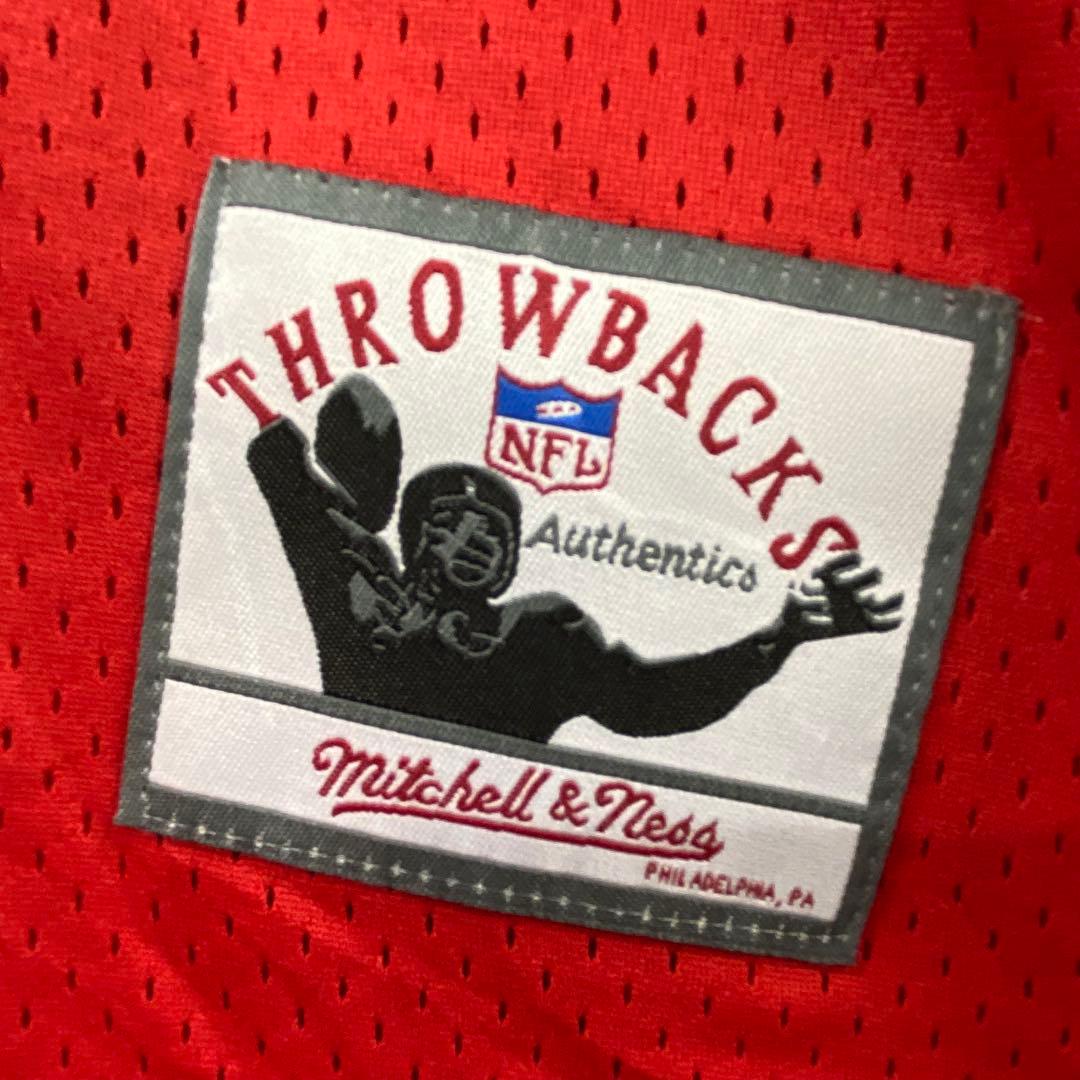 THROWBACKS
NFL
Authentics
Mitchell & Ness
PHILADELPHIA, PA